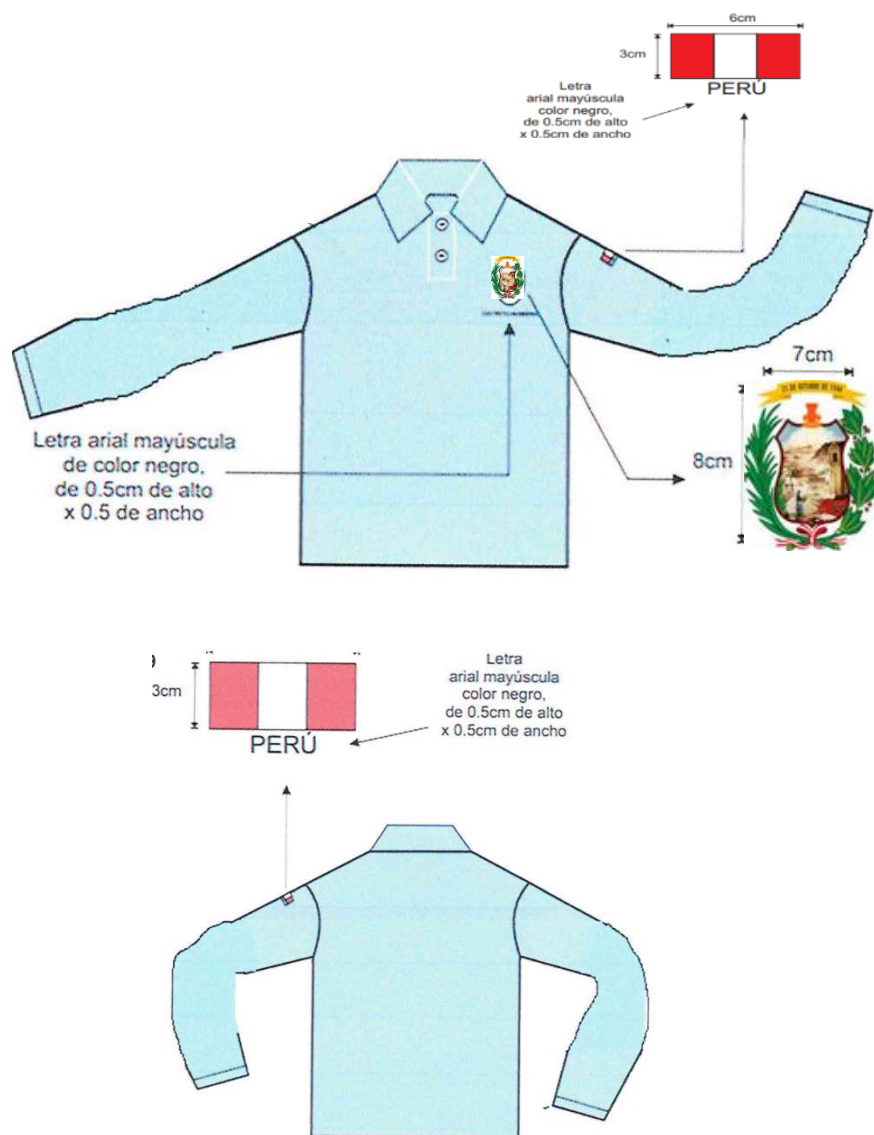 6cm
3cm
PERÚ
Letra
arial mayúscula
color negro,
de 0.5cm de alto
x 0.5cm de ancho
7cm
8cm
Letra arial mayúscula
de color negro,
de 0.5cm de alto
x 0.5 de ancho
3cm
PERÚ
Letra
arial mayúscula
color negro,
de 0.5cm de alto
x 0.5cm de ancho